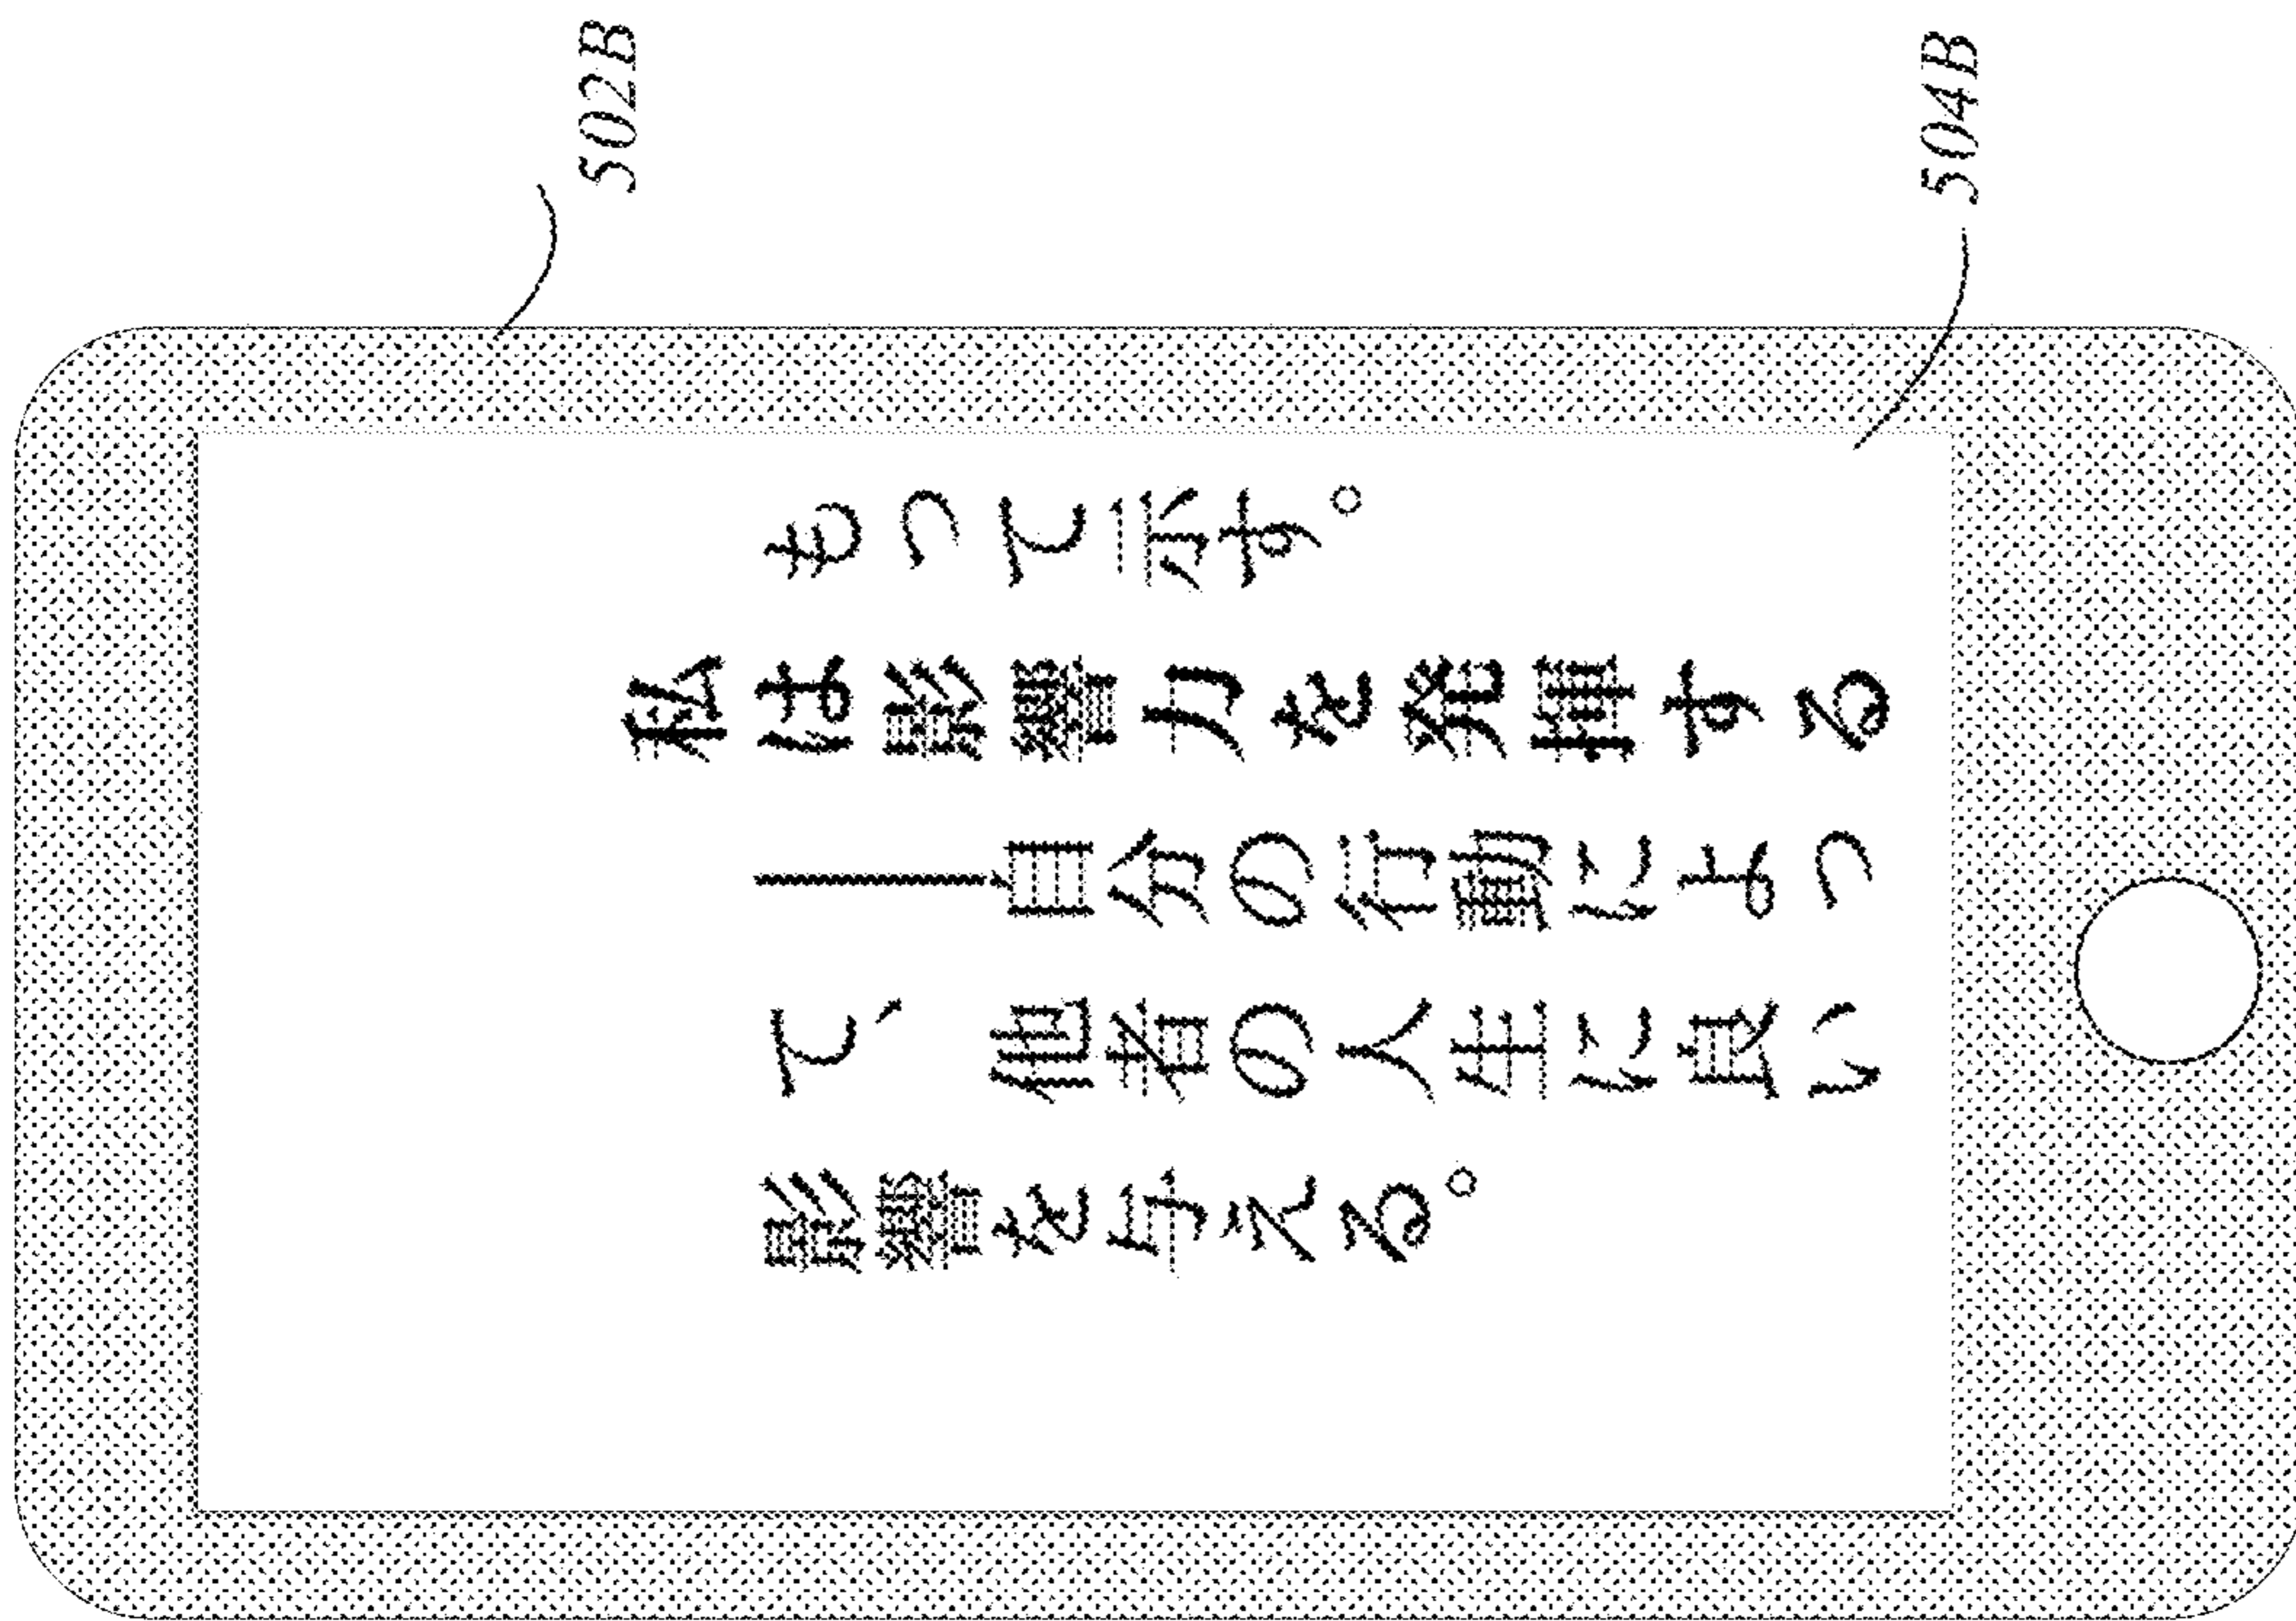 502B
504B
もって示す。
私は影響力を発揮する
――自分の行動によっ
て、他者の人生に良い
影響を与える。